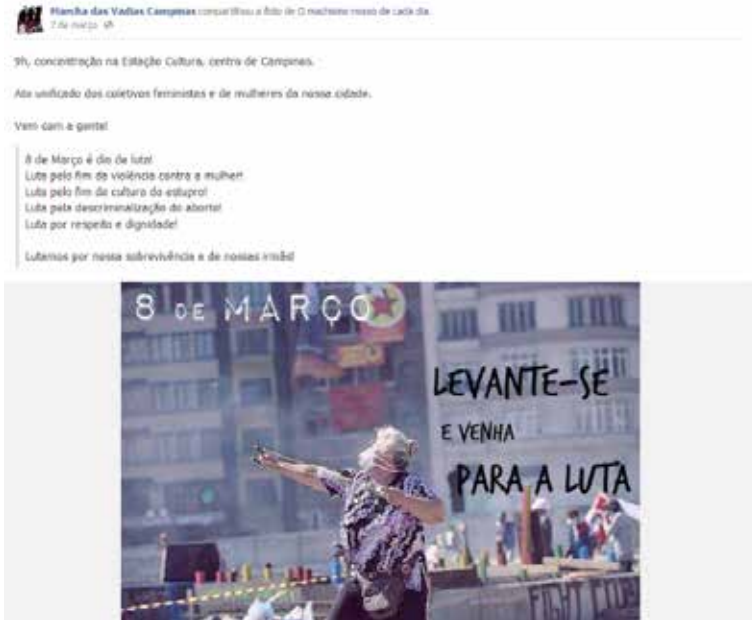 Marcha das Vadias Campinas compartilhou a foto de O machismo nosso de cada dia.
7 de março
9h, concentração na Estação Cultura, centro de Campinas.
Ato unificado dos coletivos feministas e de mulheres da nossa cidade.
Vem com a gente!
8 de Março é dia de luta!
Luta pelo fim da violência contra a mulher!
Luta pelo fim da cultura do estupro!
Luta pela descriminalização do aborto!
Luta por respeito e dignidade!
Lutamos por nossa sobrevivência e de nossas irmãs!
8 DE MARÇO
LEVANTE-SE
E VENHA
PARA A LUTA
FIGHT